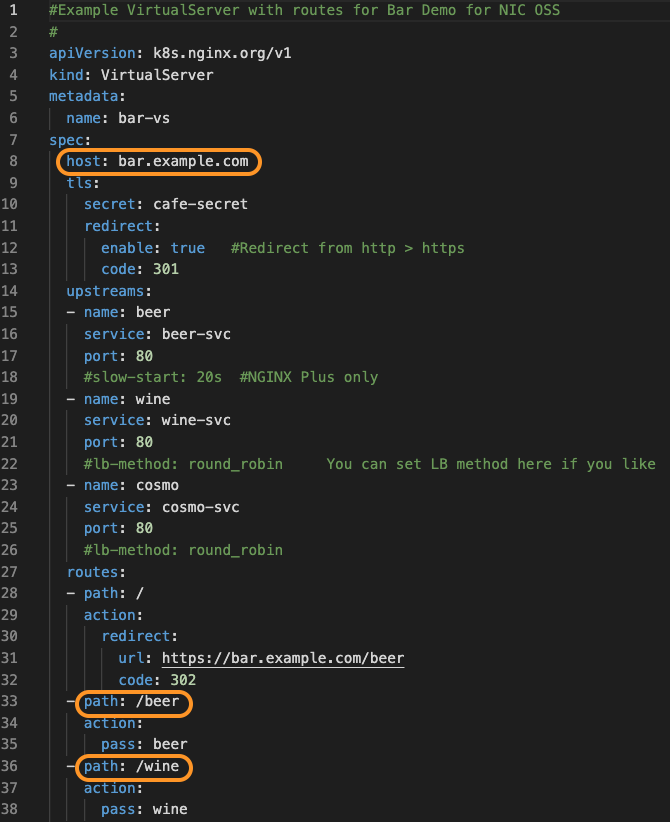 1 #Example VirtualServer with routes for Bar Demo for NIC OSS
2 #
3 apiVersion: k8s.nginx.org/v1
4 kind: VirtualServer
5 metadata:
6   name: bar-vs
7 spec:
8   host: bar.example.com
9   tls:
10     secret: cafe-secret
11     redirect:
12       enable: true   #Redirect from http > https
13       code: 301
14   upstreams:
15   - name: beer
16     service: beer-svc
17     port: 80
18     #slow-start: 20s  #NGINX Plus only
19   - name: wine
20     service: wine-svc
21     port: 80
22     #lb-method: round_robin     You can set LB method here if you like
23   - name: cosmo
24     service: cosmo-svc
25     port: 80
26     #lb-method: round_robin
27   routes:
28   - path: /
29     action:
30       redirect:
31         url: https://bar.example.com/beer
32         code: 302
33   - path: /beer
34     action:
35       pass: beer
36   - path: /wine
37     action:
38       pass: wine